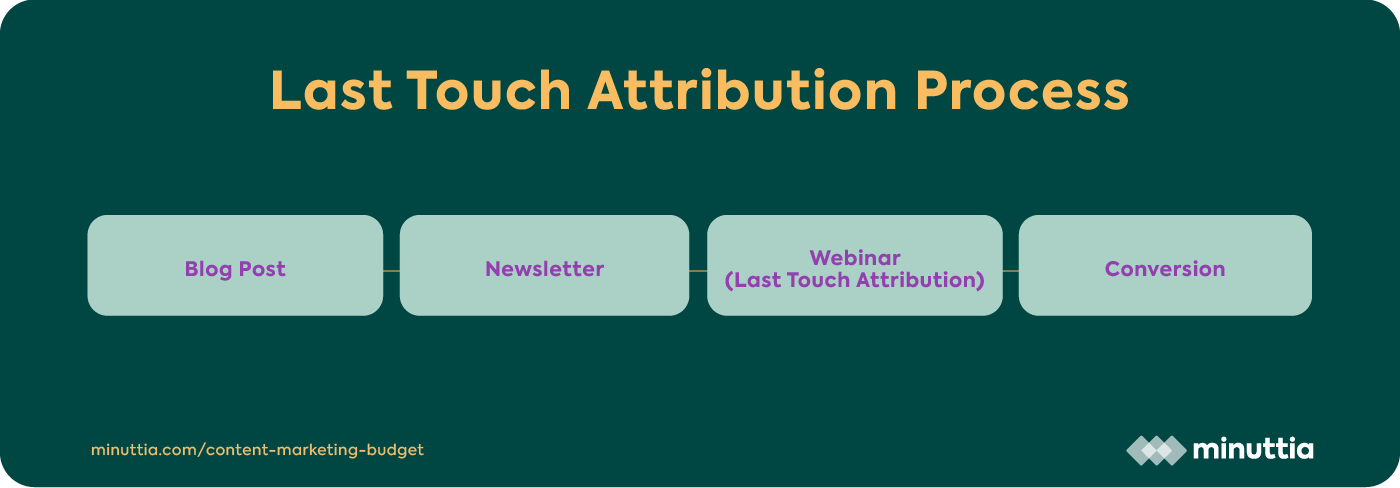 Last Touch Attribution Process
Blog Post
Newsletter
Webinar
(Last Touch Attribution)
Conversion
minuttia.com/content-marketing-budget
minuttia